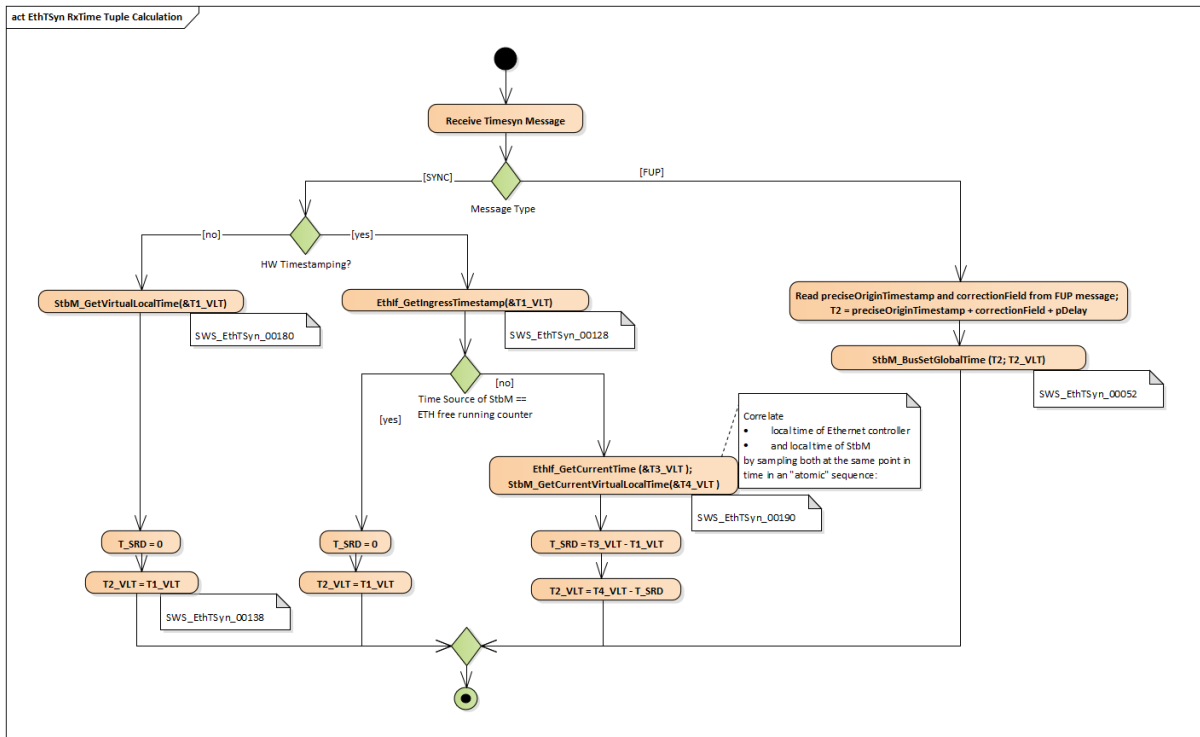 act EthTSyn RxTime Tuple Calculation
Receive Timesyn Message
[SYNC]
[FUP]
Message Type
[no]
[yes]
HW Timestamping?
StbM_GetVirtualLocalTime(&T1_VLT)
SWS_EthTSyn_00180
EthIf_GetIngressTimestamp(&T1_VLT)
SWS_EthTSyn_00128
Read preciseOriginTimestamp and correctionField from FUP message;
T2 = preciseOriginTimestamp + correctionField + pDelay
StbM_BusSetGlobalTime (T2; T2_VLT)
SWS_EthTSyn_00052
[no]
Time Source of StbM ==
ETH free running counter
[yes]
Correlate
• local time of Ethernet controller
• and local time of StbM
by sampling both at the same point in
time in an "atomic" sequence:
EthIf_GetCurrentTime (&T3_VLT );
StbM_GetCurrentVirtualLocalTime(&T4_VLT )
SWS_EthTSyn_00190
T_SRD = 0
T2_VLT = T1_VLT
SWS_EthTSyn_00138
T_SRD = 0
T2_VLT = T1_VLT
T_SRD = T3_VLT - T1_VLT
T2_VLT = T4_VLT - T_SRD